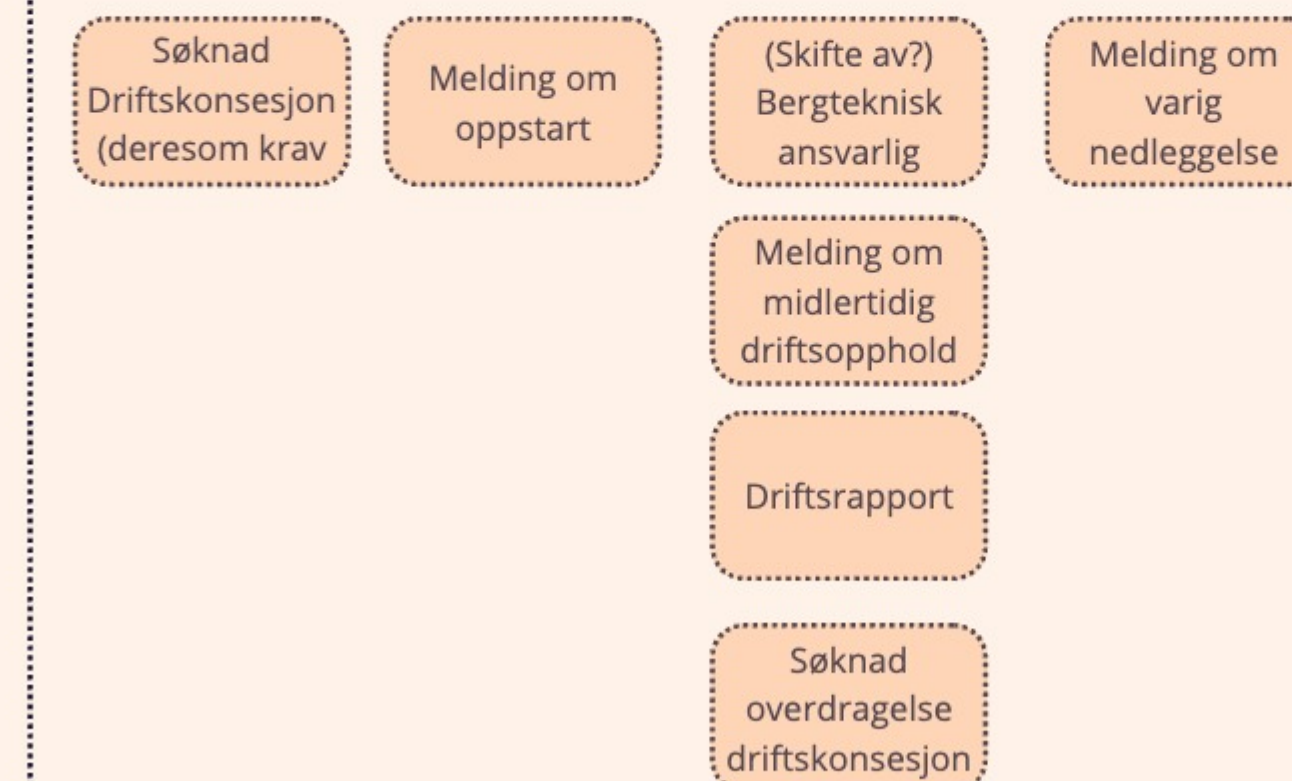 Søknad
Driftskonsesjon
(deresom krav
Melding om
oppstart
(Skifte av?)
Bergteknisk
ansvarlig
Melding om
varig
nedleggelse
Melding om
midlertidig
driftsopphold
Driftsrapport
Søknad
overdragelse
driftskonsesjon